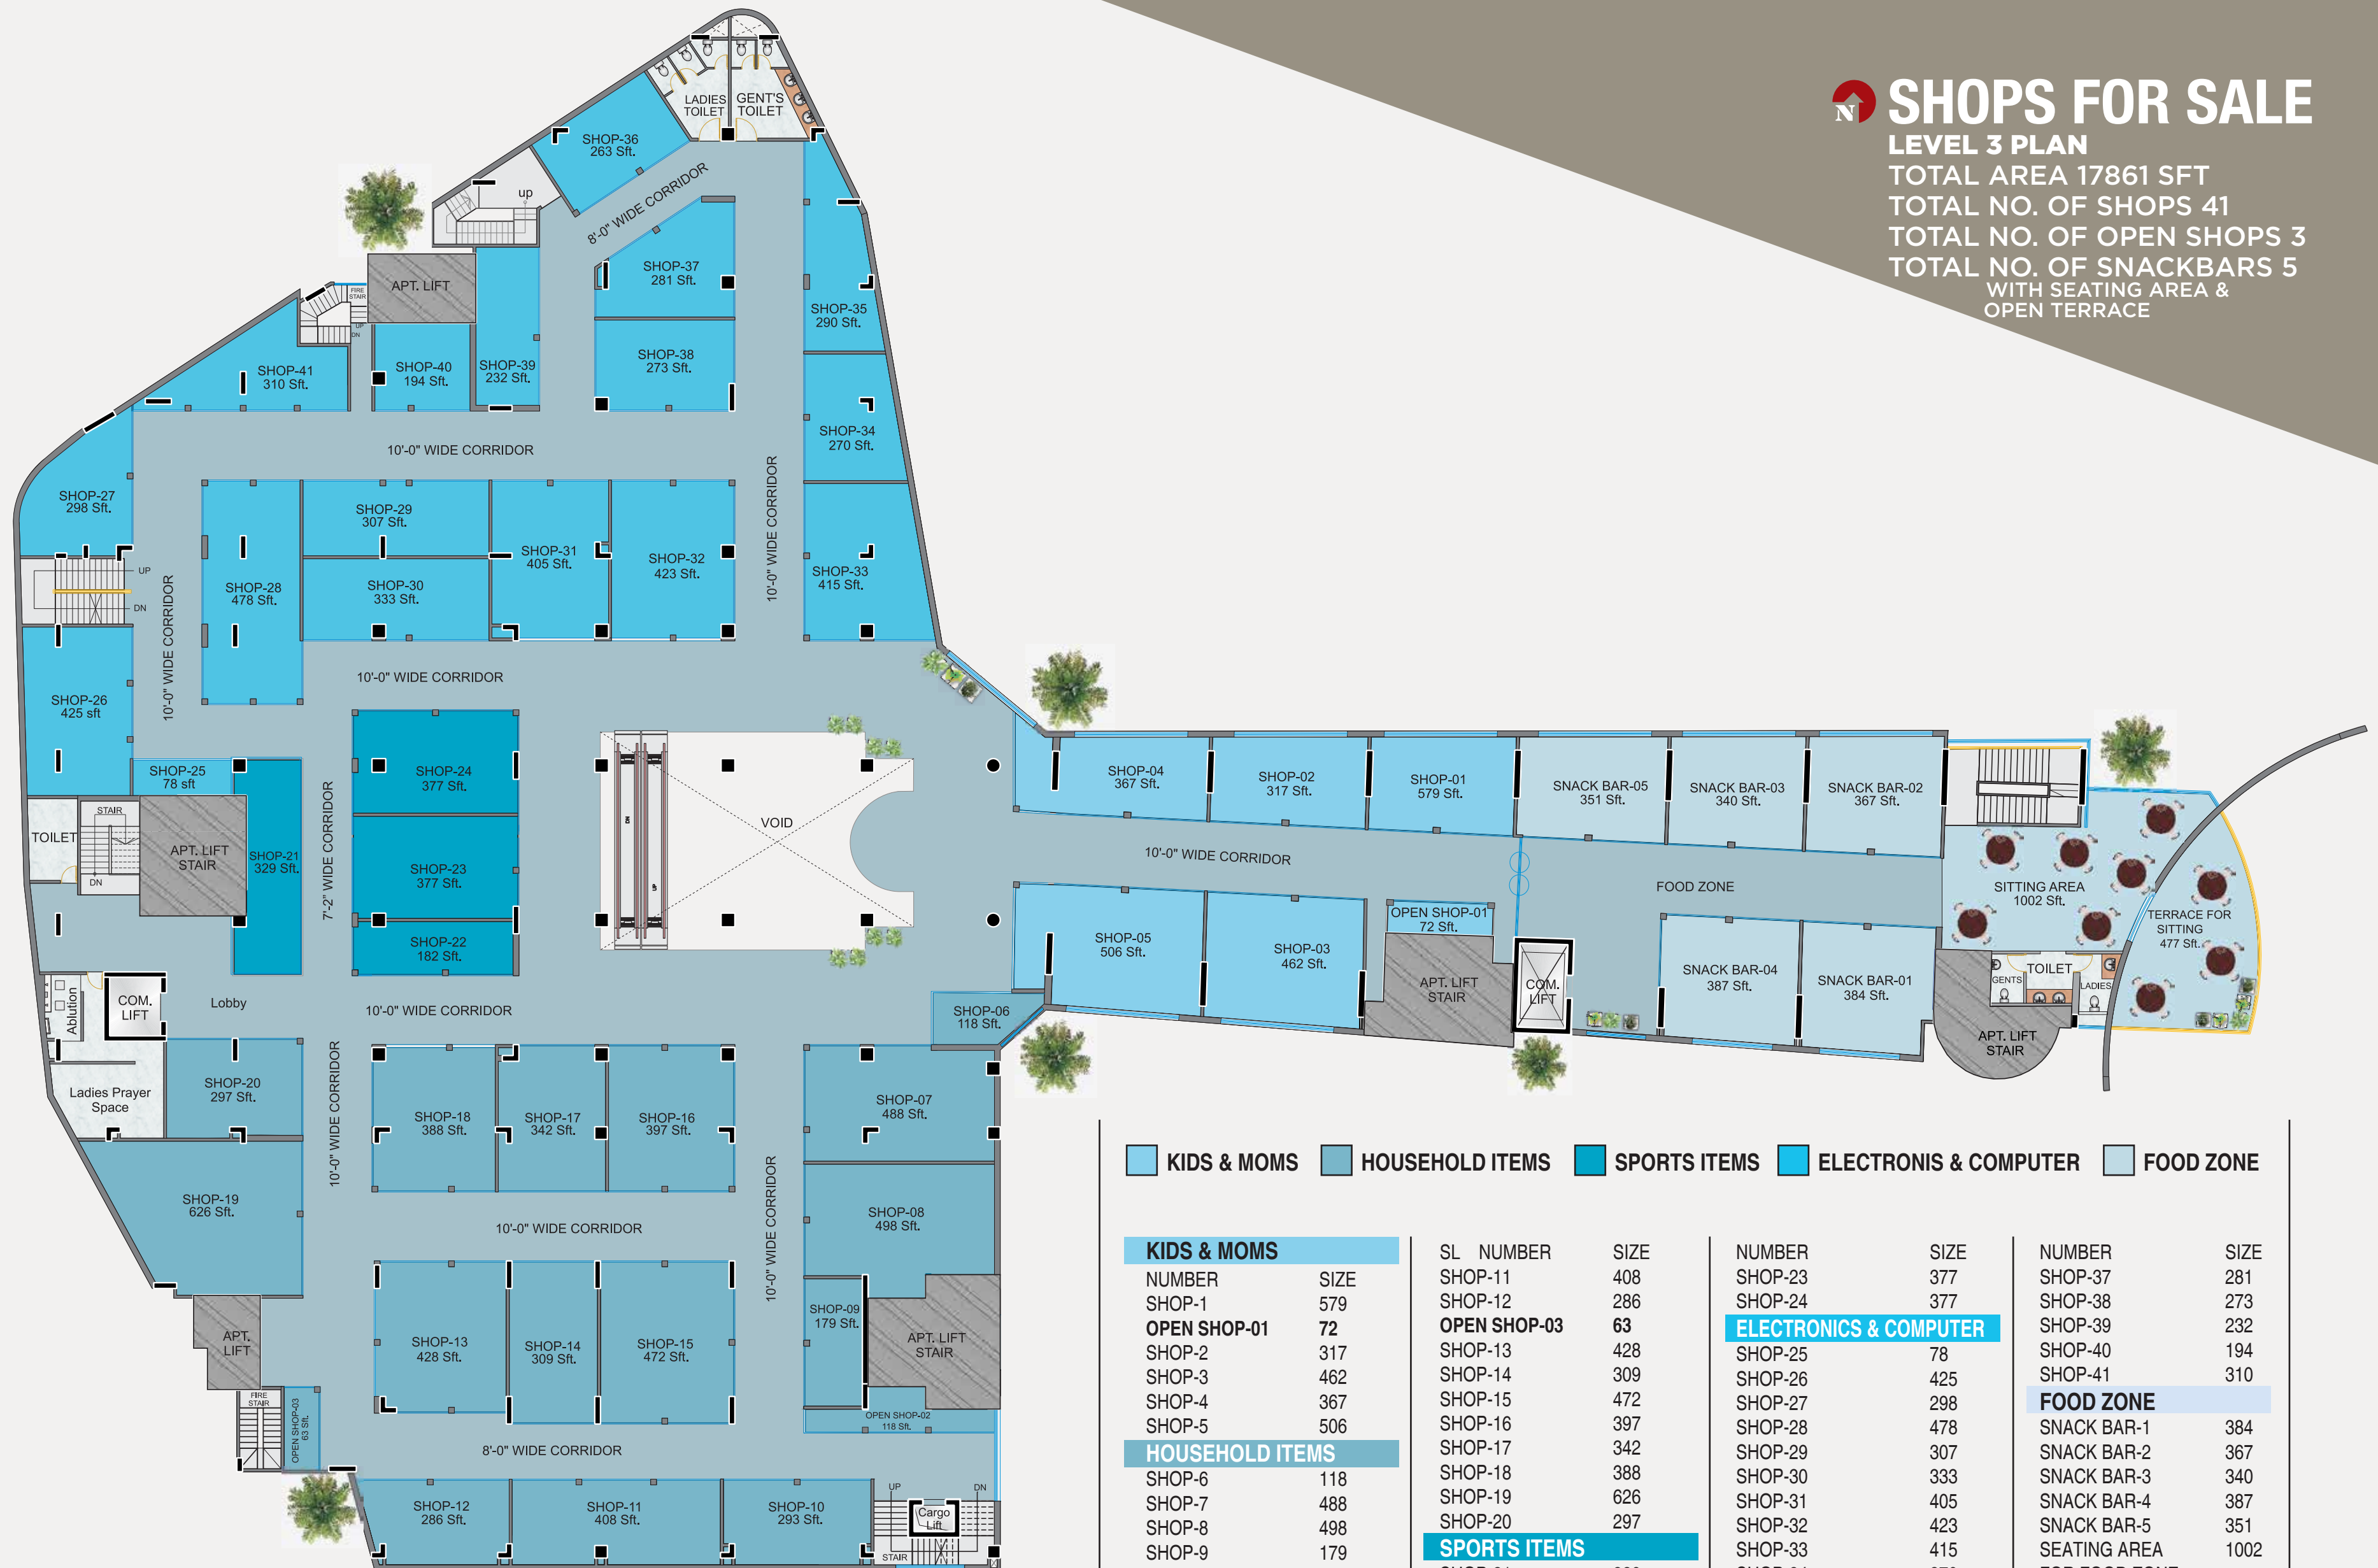 N
SHOPS FOR SALE
LEVEL 3 PLAN
TOTAL AREA 17861 SFT
TOTAL NO. OF SHOPS 41
TOTAL NO. OF OPEN SHOPS 3
TOTAL NO. OF SNACKBARS 5
WITH SEATING AREA &
OPEN TERRACE
LADIES
TOILET
GENT'S
TOILET
SHOP-36
263 Sft.
up
8'-0" WIDE CORRIDOR
SHOP-37
281 Sft.
APT. LIFT
FIRE
STAIR
UP
DN
SHOP-35
290 Sft.
SHOP-38
273 Sft.
SHOP-39
232 Sft.
SHOP-40
194 Sft.
SHOP-41
310 Sft.
SHOP-34
270 Sft.
10'-0" WIDE CORRIDOR
10'-0" WIDE CORRIDOR
SHOP-27
298 Sft.
SHOP-29
307 Sft.
SHOP-31
405 Sft.
SHOP-32
423 Sft.
SHOP-33
415 Sft.
SHOP-28
478 Sft.
SHOP-30
333 Sft.
UP
DN
10'-0" WIDE CORRIDOR
SHOP-26
425 sft
10'-0" WIDE CORRIDOR
SHOP-25
78 sft
SHOP-24
377 Sft.
STAIR
TOILET
DN
APT. LIFT
STAIR
SHOP-21
329 Sft.
7'-2" WIDE CORRIDOR
SHOP-23
377 Sft.
SHOP-22
182 Sft.
DN
UP
VOID
SHOP-04
367 Sft.
SHOP-02
317 Sft.
SHOP-01
579 Sft.
SNACK BAR-05
351 Sft.
SNACK BAR-03
340 Sft.
SNACK BAR-02
367 Sft.
10'-0" WIDE CORRIDOR
FOOD ZONE
SITTING AREA
1002 Sft.
TERRACE FOR
SITTING
477 Sft.
SHOP-05
506 Sft.
SHOP-03
462 Sft.
OPEN SHOP-01
72 Sft.
APT. LIFT
STAIR
COM.
LIFT
SNACK BAR-04
387 Sft.
SNACK BAR-01
384 Sft.
TOILET
GENTS
LADIES
APT. LIFT
STAIR
Ablution
COM.
LIFT
Lobby
10'-0" WIDE CORRIDOR
SHOP-06
118 Sft.
Ladies Prayer
Space
SHOP-20
297 Sft.
10'-0" WIDE CORRIDOR
SHOP-18
388 Sft.
SHOP-17
342 Sft.
SHOP-16
397 Sft.
SHOP-07
488 Sft.
SHOP-19
626 Sft.
10'-0" WIDE CORRIDOR
10'-0" WIDE CORRIDOR
SHOP-08
498 Sft.
SHOP-09
179 Sft.
APT. LIFT
STAIR
APT.
LIFT
SHOP-13
428 Sft.
SHOP-14
309 Sft.
SHOP-15
472 Sft.
FIRE
STAIR
OPEN SHOP-03
63 Sft.
OPEN SHOP-02
118 Sft.
8'-0" WIDE CORRIDOR
SHOP-12
286 Sft.
SHOP-11
408 Sft.
SHOP-10
293 Sft.
UP
DN
Cargo
Lift
STAIR
KIDS & MOMS
HOUSEHOLD ITEMS
SPORTS ITEMS
ELECTRONIS & COMPUTER
FOOD ZONE
KIDS & MOMS
NUMBER SIZE
SHOP-1 579
OPEN SHOP-01 72
SHOP-2 317
SHOP-3 462
SHOP-4 367
SHOP-5 506
HOUSEHOLD ITEMS
SHOP-6 118
SHOP-7 488
SHOP-8 498
SHOP-9 179
SL NUMBER SIZE
SHOP-11 408
SHOP-12 286
OPEN SHOP-03 63
SHOP-13 428
SHOP-14 309
SHOP-15 472
SHOP-16 397
SHOP-17 342
SHOP-18 388
SHOP-19 626
SHOP-20 297
SPORTS ITEMS
NUMBER SIZE
SHOP-23 377
SHOP-24 377
ELECTRONICS & COMPUTER
SHOP-25 78
SHOP-26 425
SHOP-27 298
SHOP-28 478
SHOP-29 307
SHOP-30 333
SHOP-31 405
SHOP-32 423
SHOP-33 415
NUMBER SIZE
SHOP-37 281
SHOP-38 273
SHOP-39 232
SHOP-40 194
SHOP-41 310
FOOD ZONE
SNACK BAR-1 384
SNACK BAR-2 367
SNACK BAR-3 340
SNACK BAR-4 387
SNACK BAR-5 351
SEATING AREA 1002